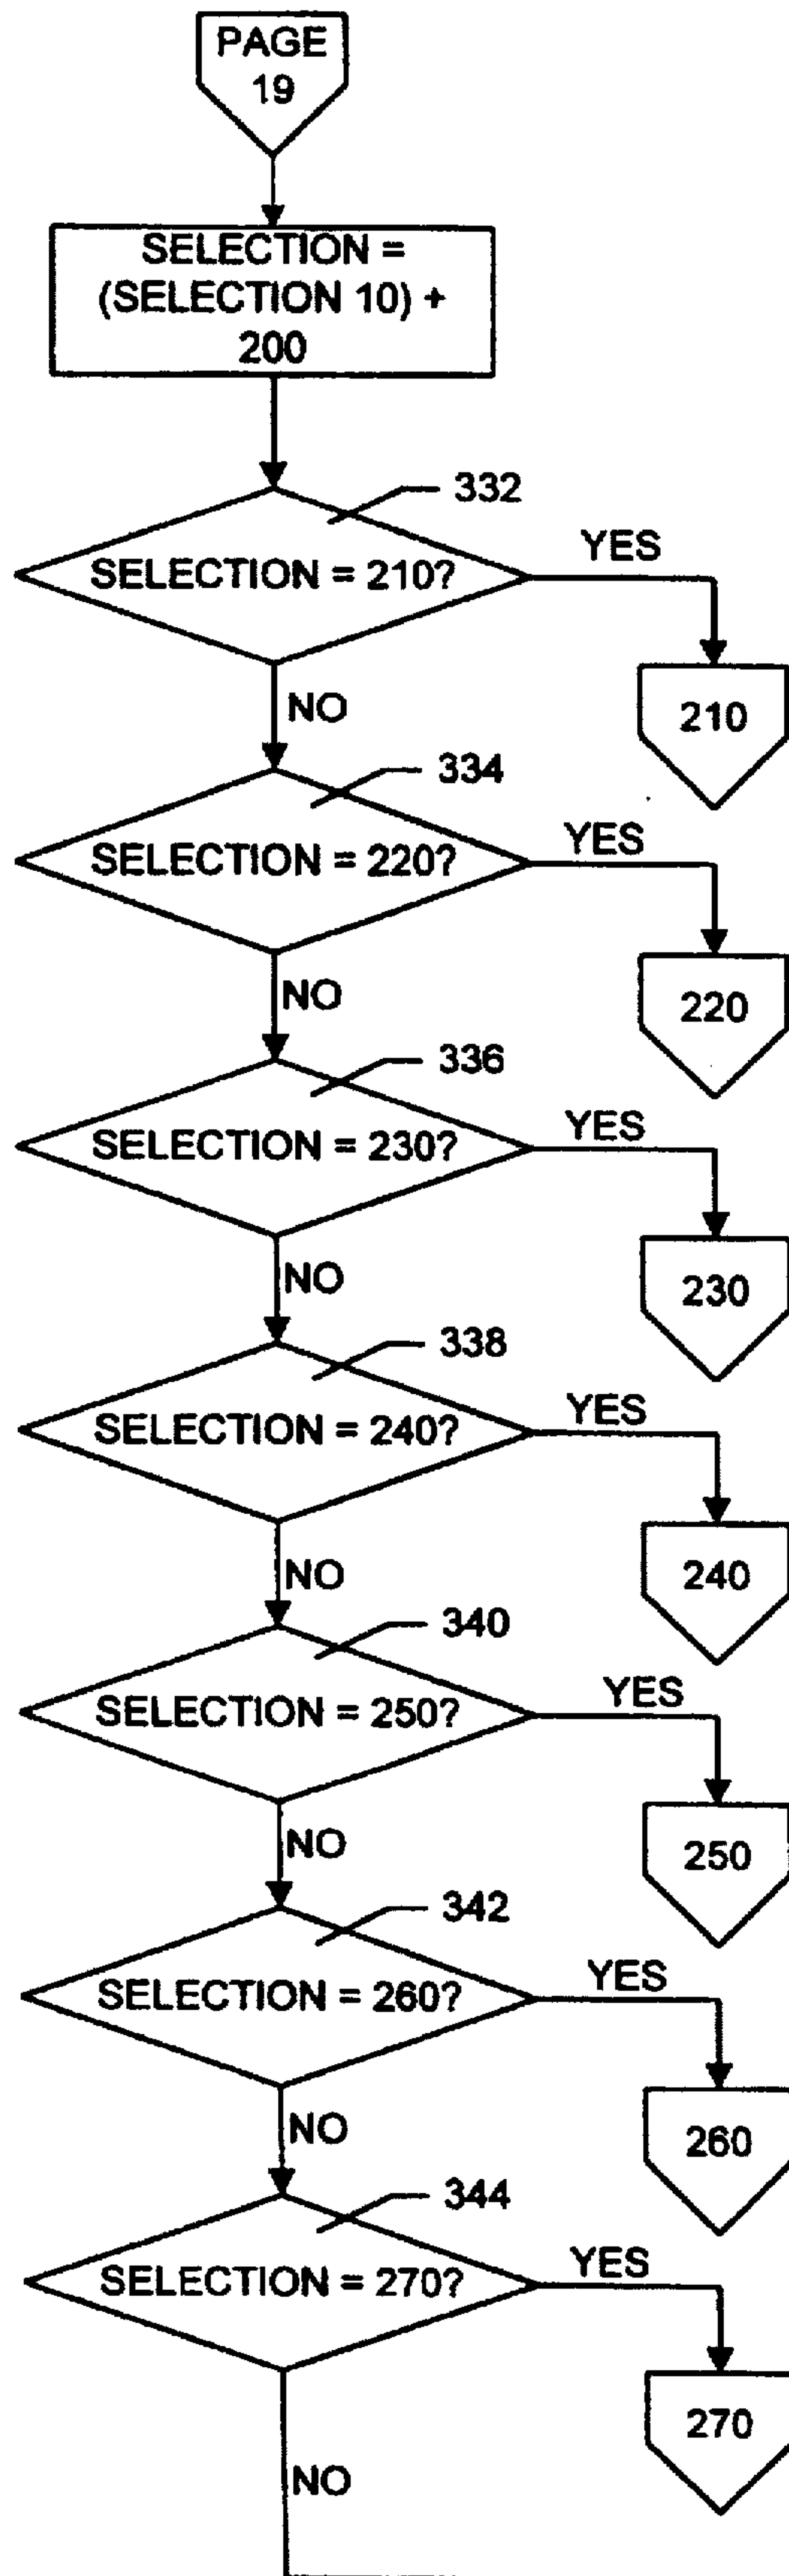 PAGE
19
SELECTION =
(SELECTION 10) +
200
332
SELECTION = 210?
YES
210
NO
334
SELECTION = 220?
YES
220
NO
336
SELECTION = 230?
YES
230
NO
338
SELECTION = 240?
YES
240
NO
340
SELECTION = 250?
YES
250
NO
342
SELECTION = 260?
YES
260
NO
344
SELECTION = 270?
YES
270
NO